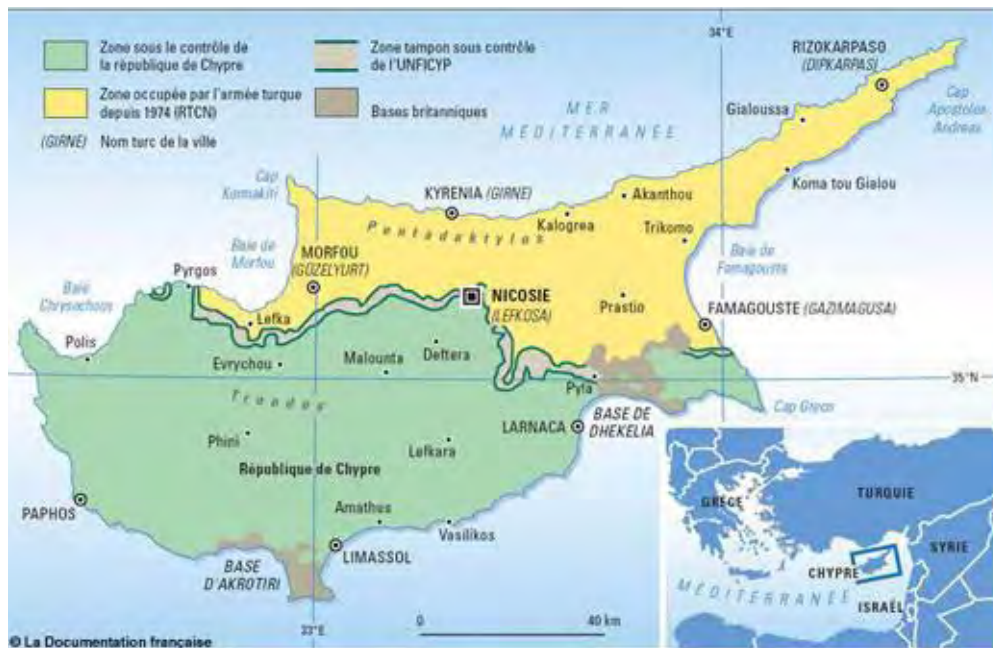 Zone sous le contrôle de
la république de Chypre
Zone occupée par l'armée turque
depuis 1974 (RTCN)
(GIRNE) Nom turc de la ville
Zone tampon sous contrôle
de l'UNFICYP
Bases britanniques
34°E
RIZOKARPASO
(DIPKARPAS)
Cap
Apostolos
Andreas
MER
MÉDITERRANÉE
Gialoussa
Koma tou Gialou
Cap
Kormakiti
KYRENIA (GIRNE)
Akanthou
Kalogrea
Trikomo
Pentadaktylos
Baie de
Morfou
MORFOU
(GÜZELYURT)
Baie de
Famagouste
Pyrgos
Baie
Chrysochous
NICOSIE
(LEFKOSA)
Prastio
FAMAGOUSTE (GAZIMAGUSA)
Lefka
Polis
Evrychou
Malounta
Deftera
35°N
Pyla
Troodos
Cap Greco
LARNACA
BASE DE
DHEKELIA
Phini
Lefkara
République de Chypre
PAPHOS
Amathus
Vasilikos
BASE
D'AKROTIRI
LIMASSOL
GRÈCE
TURQUIE
SYRIE
CHYPRE
MÉDITERRANÉE
ISRAËL
33°E
0 40 km
© La Documentation française